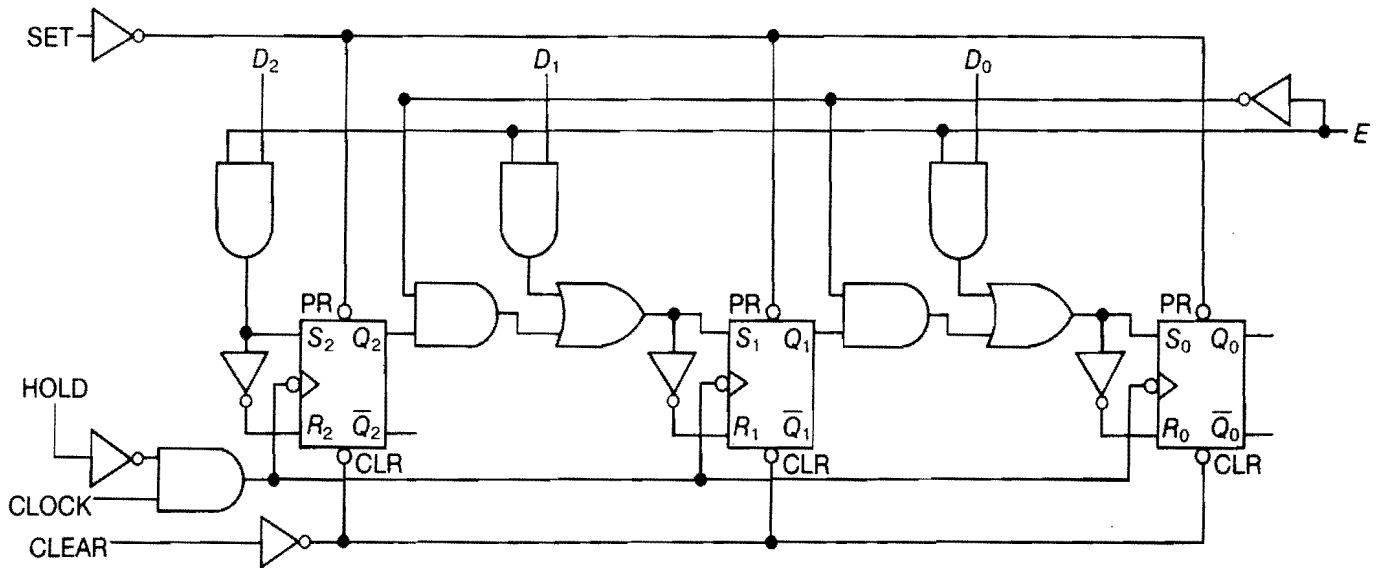 SET
D₂
D₁
D₀
E
PR
PR
PR
S₂ Q₂
S₁ Q₁
S₀ Q₀
HOLD
R₂ Q̅₂
R₁ Q̅₁
R₀ Q̅₀
CLR
CLR
CLR
CLOCK
CLEAR